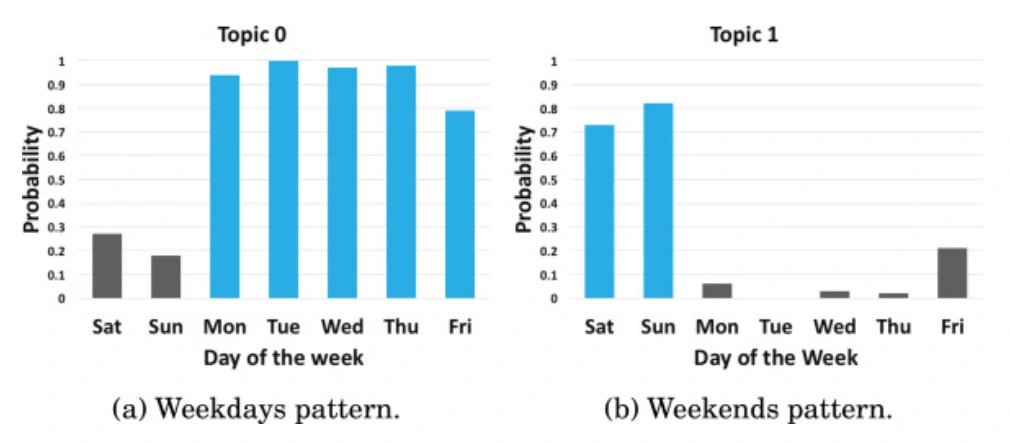 Topic 0
Probability
1
0.9
0.8
0.7
0.6
0.5
0.4
0.3
0.2
0.1
0
Sat Sun Mon Tue Wed Thu Fri
Day of the week
(a) Weekdays pattern.
Topic 1
Probability
1
0.9
0.8
0.7
0.6
0.5
0.4
0.3
0.2
0.1
0
Sat Sun Mon Tue Wed Thu Fri
Day of the Week
(b) Weekends pattern.